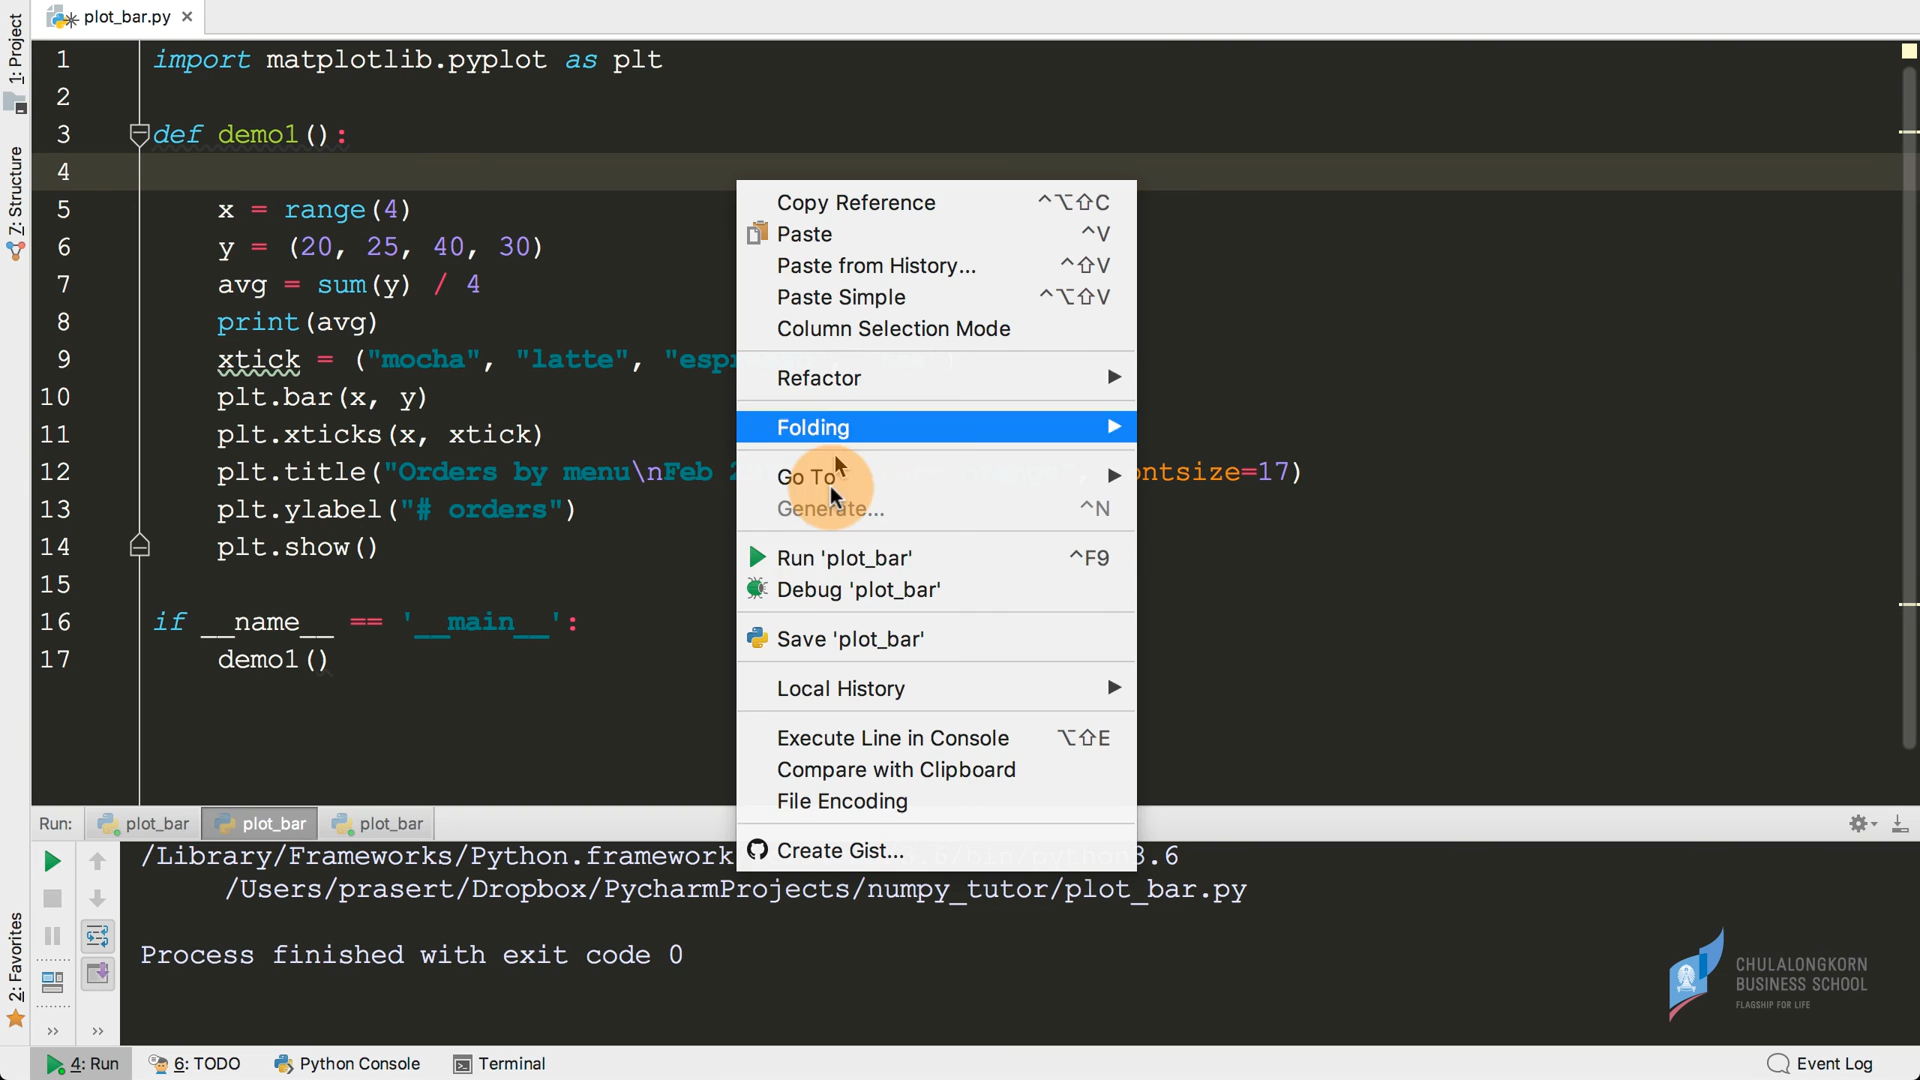 plot_bar.py
1: Project
7: Structure
2: Favorites
1 import matplotlib.pyplot as plt
2
3 def demo1():
4
5 x = range(4)
6 y = (20, 25, 40, 30)
7 avg = sum(y) / 4
8 print(avg)
9 xtick = ("mocha", "latte", "esp
10 plt.bar(x, y)
11 plt.xticks(x, xtick)
12 plt.title("Orders by menu\nFeb ontsize=17)
13 plt.ylabel("# orders")
14 plt.show()
15
16 if __name__ == '__main__':
17 demo1()
Copy Reference ^⌥⇧C
Paste ^V
Paste from History... ^⇧V
Paste Simple ^⌥⇧V
Column Selection Mode
Refactor
Folding
Go To
Generate... ^N
Run 'plot_bar' ^F9
Debug 'plot_bar'
Save 'plot_bar'
Local History
Execute Line in Console ⌥⇧E
Compare with Clipboard
File Encoding
Create Gist...
Run: plot_bar plot_bar plot_bar
/Library/Frameworks/Python.framework .6/bin/python3.6
/Users/prasert/Dropbox/PycharmProjects/numpy_tutor/plot_bar.py
Process finished with exit code 0
CHULALONGKORN
BUSINESS SCHOOL
FLAGSHIP FOR LIFE
4: Run 6: TODO Python Console Terminal Event Log